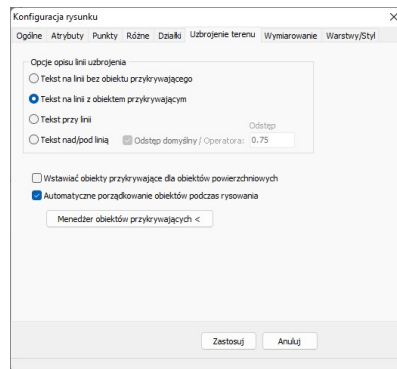 Konfiguracja rysunku
Ogólne Atrybuty Punkty Różne Działki Uzbrojenie terenu Wymiarowanie Warstwy/Styl
Opcje opisu linii uzbrojenia
Tekst na linii bez obiektu przykrywającego
Tekst na linii z obiektem przykrywającym
Tekst przy linii
Odstęp
Tekst nad/pod linią Odstęp domyślny / Operatora: 0.75
Wstawiać obiekty przykrywające dla obiektów powierzchniowych
Automatyczne porządkowanie obiektów podczas rysowania
Menedżer obiektów przykrywających <
Zastosuj Anuluj